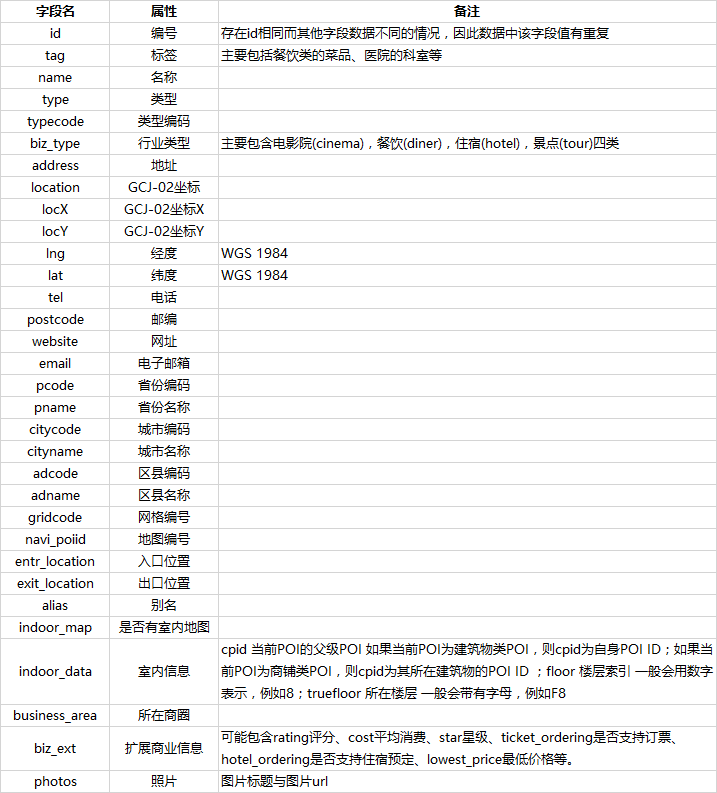 字段名 属性 备注
id 编号 存在id相同而其他字段数据不同的情况，因此数据中该字段值有重复
tag 标签 主要包括餐饮类的菜品、医院的科室等
name 名称
type 类型
typecode 类型编码
biz_type 行业类型 主要包含电影院(cinema)，餐饮(diner)，住宿(hotel)，景点(tour)四类
address 地址
location GCJ-02坐标
locX GCJ-02坐标X
locY GCJ-02坐标Y
lng 经度 WGS 1984
lat 纬度 WGS 1984
tel 电话
postcode 邮编
website 网址
email 电子邮箱
pcode 省份编码
pname 省份名称
citycode 城市编码
cityname 城市名称
adcode 区县编码
adname 区县名称
gridcode 网格编号
navi_poiid 地图编号
entr_location 入口位置
exit_location 出口位置
alias 别名
indoor_map 是否有室内地图
indoor_data 室内信息 cpid 当前POI的父级POI 如果当前POI为建筑物类POI，则cpid为自身POI ID；如果当
前POI为商铺类POI，则cpid为其所在建筑物的POI ID ；floor 楼层索引 一般会用数字
表示，例如8；truefloor 所在楼层 一般会带有字母，例如F8
business_area 所在商圈
biz_ext 扩展商业信息 可能包含rating评分、cost平均消费、star星级、ticket_ordering是否支持订票、
hotel_ordering是否支持住宿预定、lowest_price最低价格等。
photos 照片 图片标题与图片url